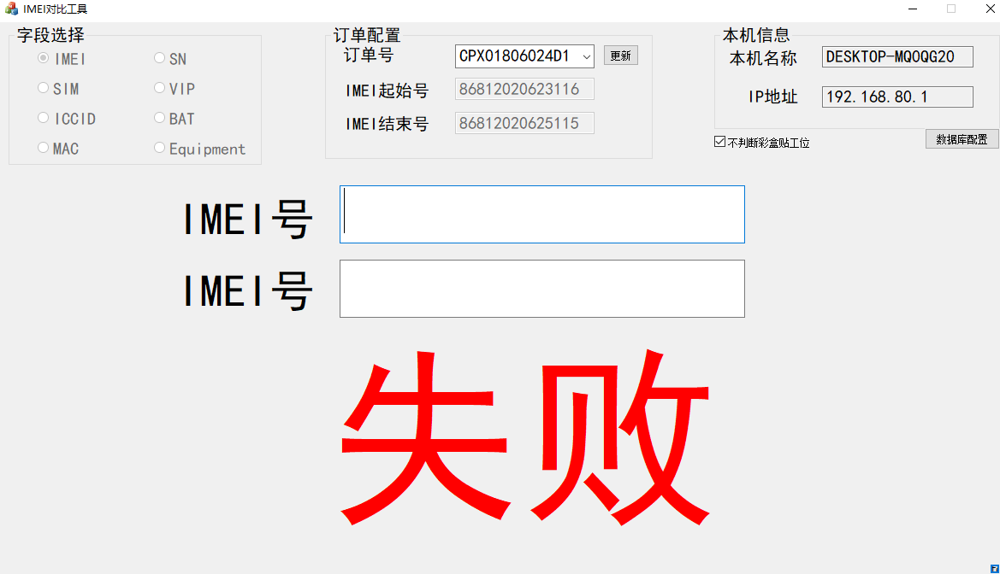 IMEI对比工具
字段选择
IMEI
SN
SIM
VIP
ICCID
BAT
MAC
Equipment
订单配置
订单号
CPX01806024D1
更新
IMEI起始号
86812020623116
IMEI结束号
86812020625115
本机信息
本机名称
DESKTOP-MQ0QG20
IP地址
192.168.80.1
不判断彩盒贴工位
数据库配置
IMEI号
IMEI号
失败